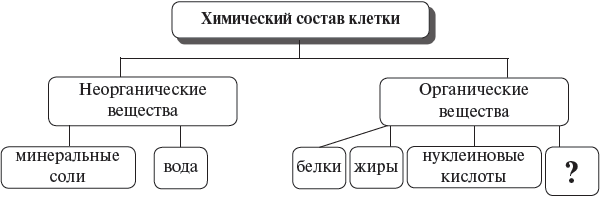 Химический состав клетки
Неорганические
вещества
Органические
вещества
минеральные
соли
вода
белки
жиры
нуклеиновые
кислоты
?